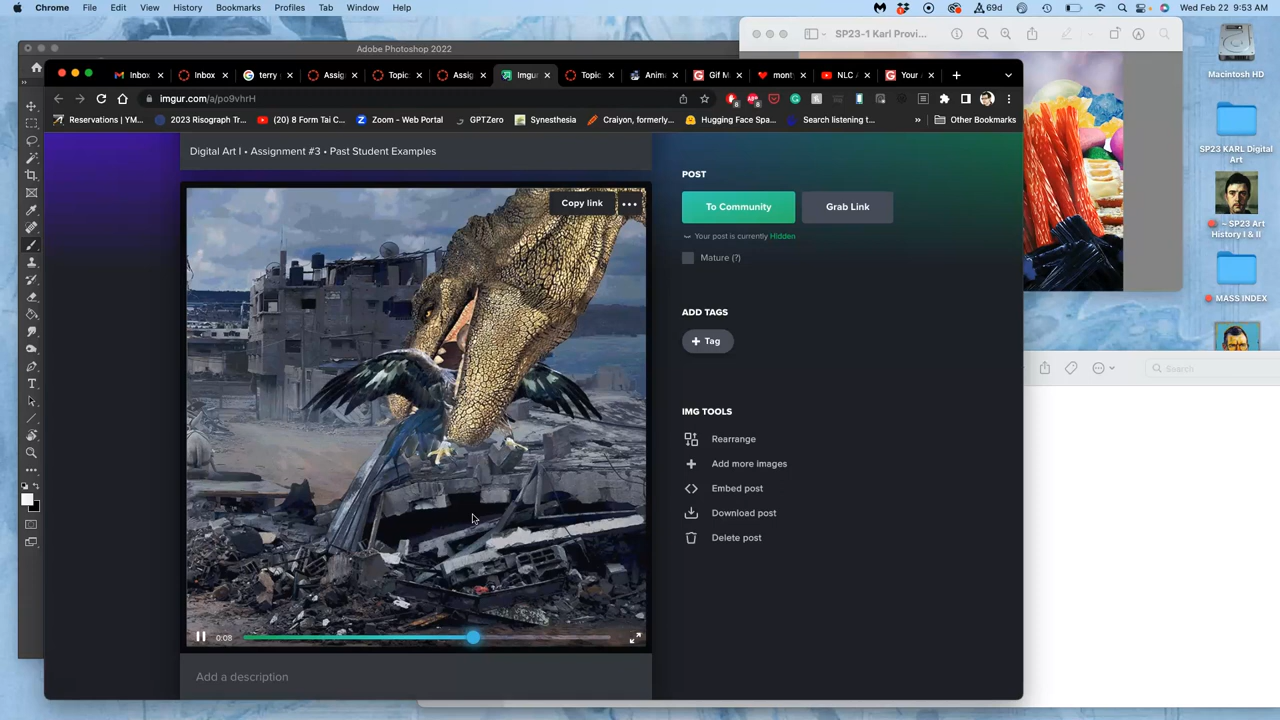 Chrome File Edit View History Bookmarks Profiles Tab Window Help
69d
Wed Feb 22 9:53 AM
Adobe Photoshop 2022
SP23-1 Karl Provi...
Macintosh HD
Inbox Inbox terry s Assig Topic Assig Imgur Topic Anim Gif M mont NLC A Your A
imgur.com/a/po9vhrH
Reservations | YM... 2023 Risograph Tr... (20) 8 Form Tai C... Zoom - Web Portal GPTZero Synesthesia Craiyon, formerly... Hugging Face Spa... Search listening t... » Other Bookmarks
SP23 KARL Digital Art
~ SP23 Art History I & II
MASS INDEX
Search
Digital Art I • Assignment #3 • Past Student Examples
Copy link
POST
To Community
Grab Link
Your post is currently Hidden
Mature (?)
ADD TAGS
+ Tag
IMG TOOLS
Rearrange
Add more images
Embed post
Download post
Delete post
0:08
Add a description